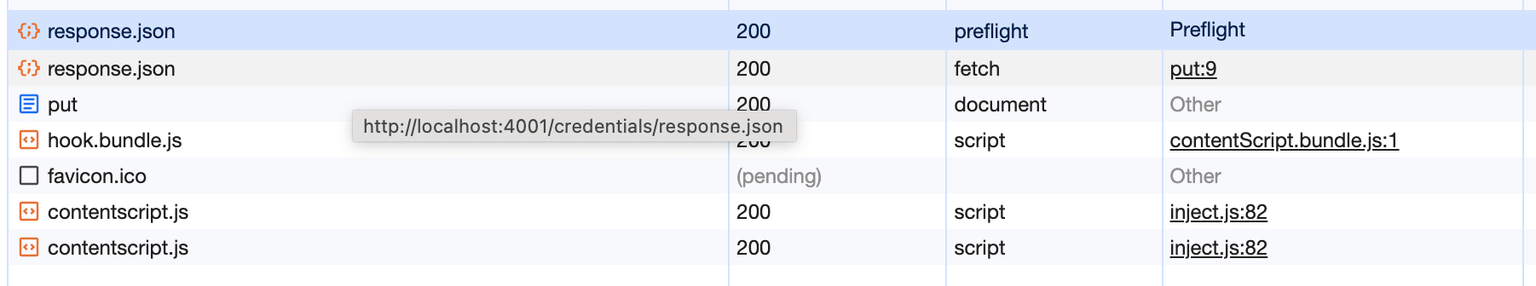 response.json 200 preflight Preflight
response.json 200 fetch put:9
put 200 document Other
http://localhost:4001/credentials/response.json
hook.bundle.js 200 script contentScript.bundle.js:1
favicon.ico (pending) Other
contentscript.js 200 script inject.js:82
contentscript.js 200 script inject.js:82